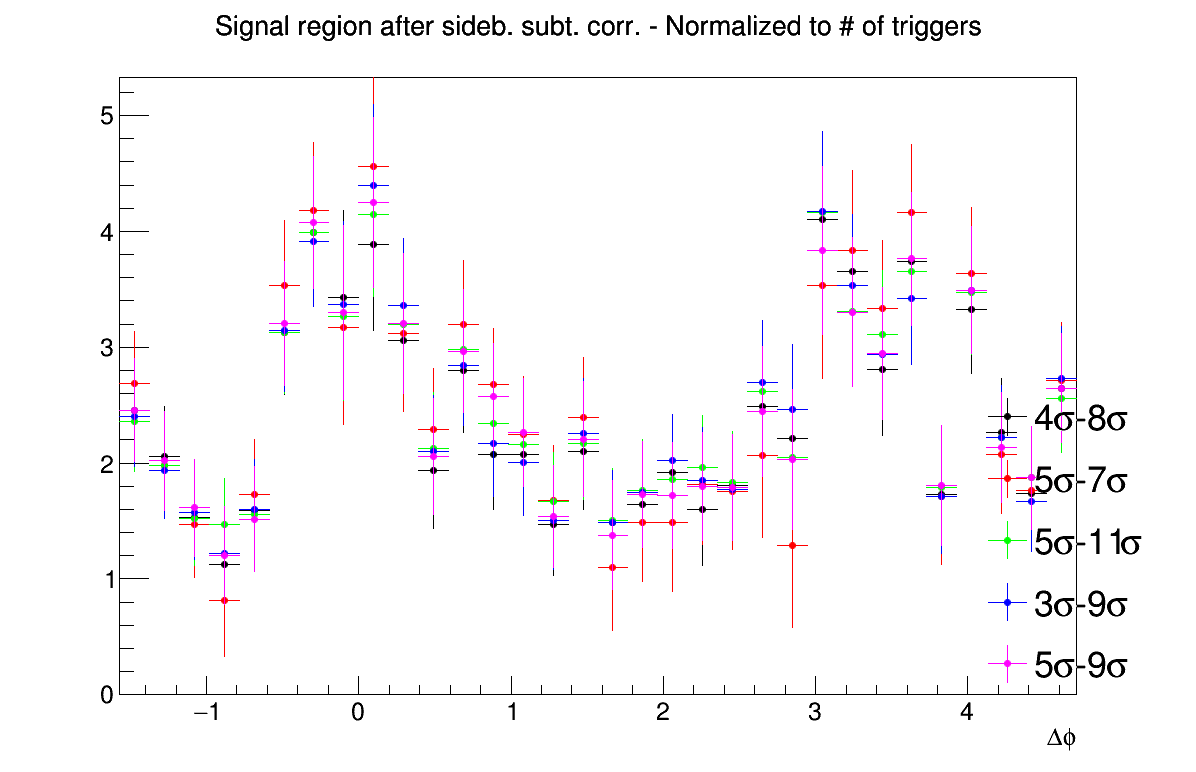 Signal region after sideb. subt. corr. - Normalized to # of triggers
5
4
3
2
1
0
−1 0 1 2 3 4
Δϕ
4σ-8σ
5σ-7σ
5σ-11σ
3σ-9σ
5σ-9σ